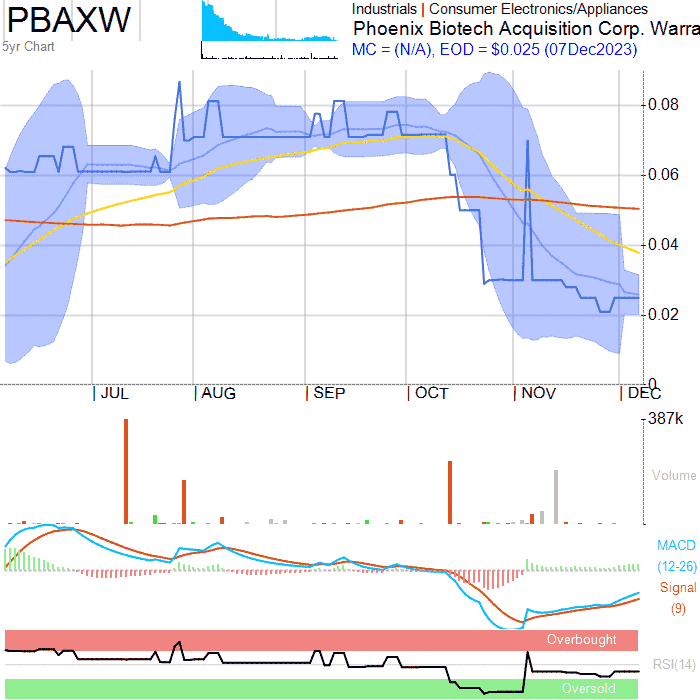 PBAXW
5yr Chart
Industrials | Consumer Electronics/Appliances
Phoenix Biotech Acquisition Corp. Warra
MC = (N/A), EOD = $0.025 (07Dec2023)
0.08
0.06
0.04
0.02
0
JUL AUG SEP OCT NOV DEC
387k
Volume
MACD
(12-26)
Signal
(9)
Overbought
RSI(14)
Oversold